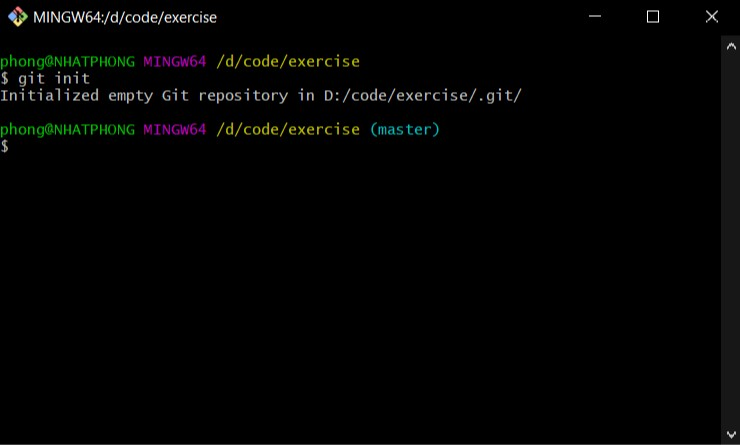 MINGW64:/d/code/exercise
phong@NHATPHONG MINGW64 /d/code/exercise
$ git init
Initialized empty Git repository in D:/code/exercise/.git/
phong@NHATPHONG MINGW64 /d/code/exercise (master)
$